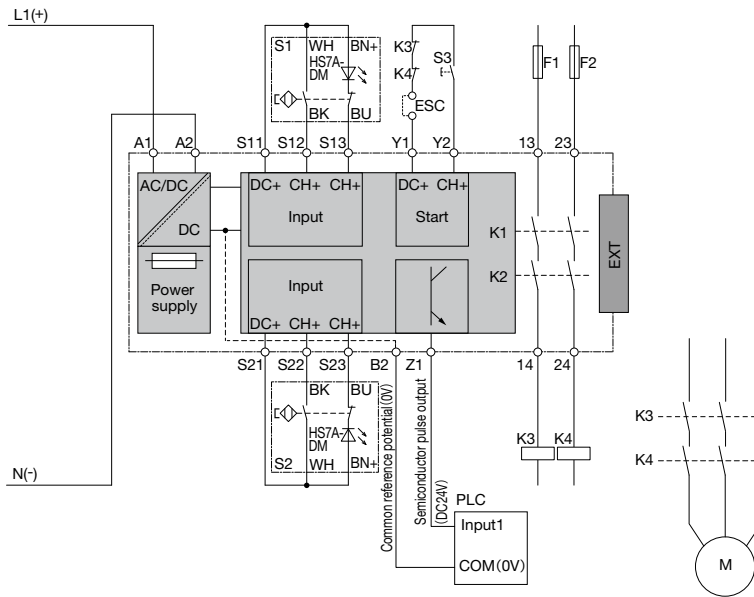 L1(+)
S1 WH BN+
HS7A-
DM
BK BU
K3
K4
S3
ESC
F1 F2
A1 A2 S11 S12 S13 Y1 Y2 13 23
AC/DC
DC
DC+ CH+ CH+
Input
DC+ CH+
Start
K1
K2
EXT
Power
supply
Input
DC+ CH+ CH+
S21 S22 S23 B2 Z1 14 24
BK BU
HS7A-
DM
S2 WH BN+
Common reference potential(0V)
Semiconductor pulse output
(DC24V)
K3 K4
K3
K4
N(-)
PLC
Input1
COM(0V)
M